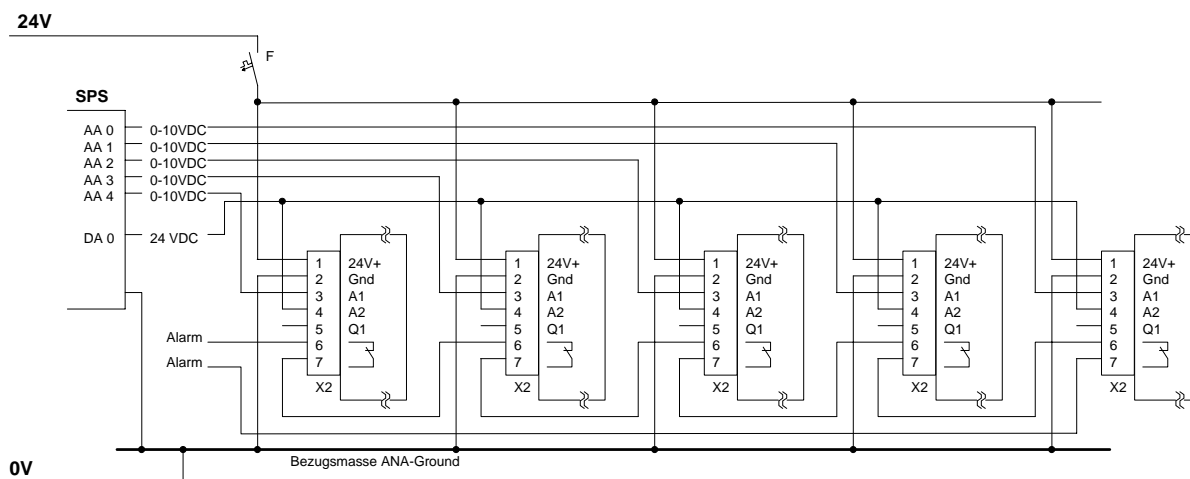 24V
F
SPS
AA 0 0-10VDC
AA 1 0-10VDC
AA 2 0-10VDC
AA 3 0-10VDC
AA 4 0-10VDC
DA 0 24 VDC
1 24V+ 1 24V+ 1 24V+ 1 24V+ 1 24V+
2 Gnd 2 Gnd 2 Gnd 2 Gnd 2 Gnd
3 A1 3 A1 3 A1 3 A1 3 A1
4 A2 4 A2 4 A2 4 A2 4 A2
5 Q1 5 Q1 5 Q1 5 Q1 5 Q1
Alarm 6 6 6 6 6
Alarm 7 7 7 7 7
X2 X2 X2 X2 X2
Bezugsmasse ANA-Ground
0V